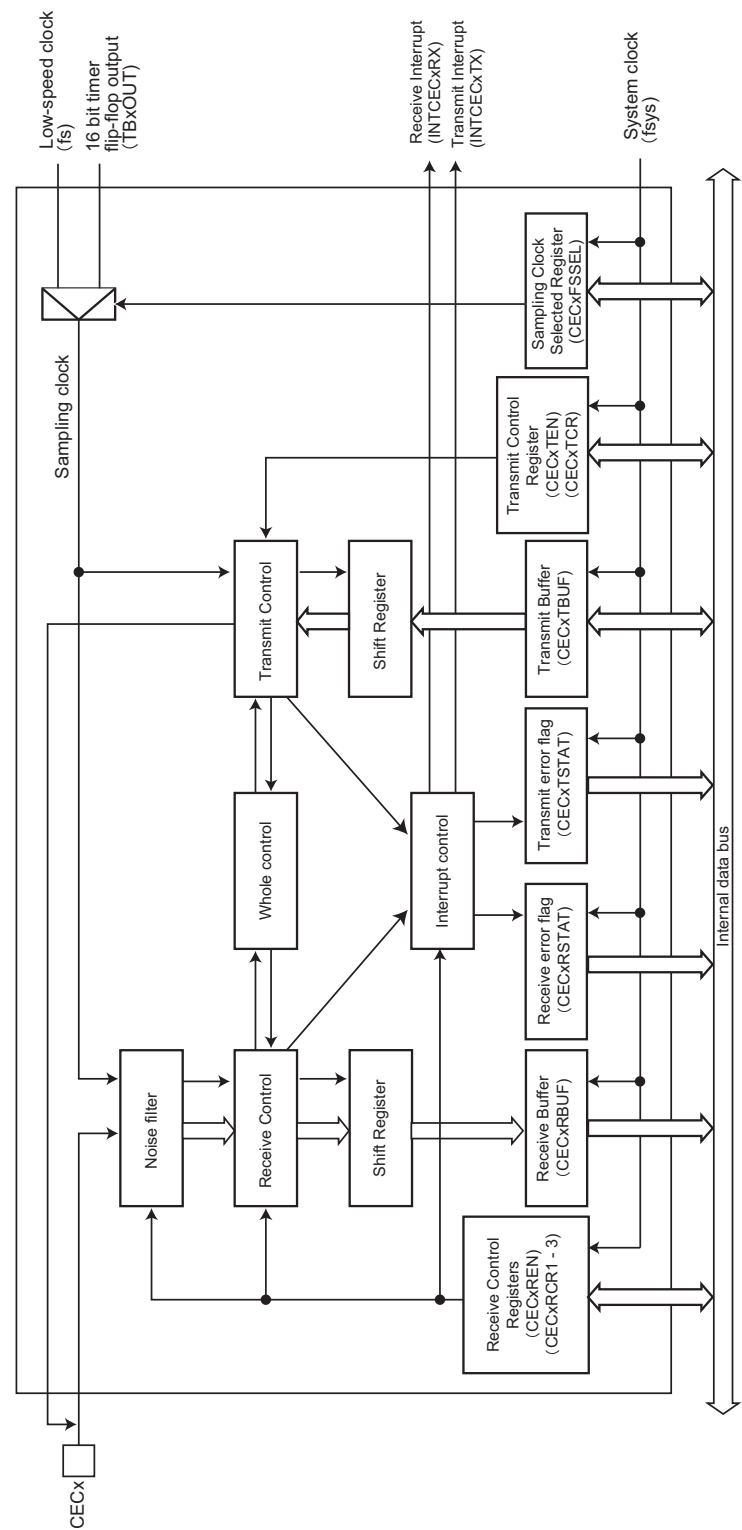 Low-speed clock
(fs)
16 bit timer
flip-flop output
(TBxOUT)
Sampling clock
CECx
Noise filter
Receive Control
Whole control
Transmit Control
Shift Register
Shift Register
Interrupt control
Receive Interrupt
(INTCECxRX)
Transmit Interrupt
(INTCECxTX)
Receive Control
Registers
(CECxREN)
(CECxRCR1 - 3)
Receive Buffer
(CECxRBUF)
Receive error flag
(CECxRSTAT)
Transmit error flag
(CECxTSTAT)
Transmit Buffer
(CECxTBUF)
Transmit Control
Register
(CECxTEN)
(CECxTCR)
Sampling Clock
Selected Register
(CECxFSSEL)
System clock
(fsys)
Internal data bus